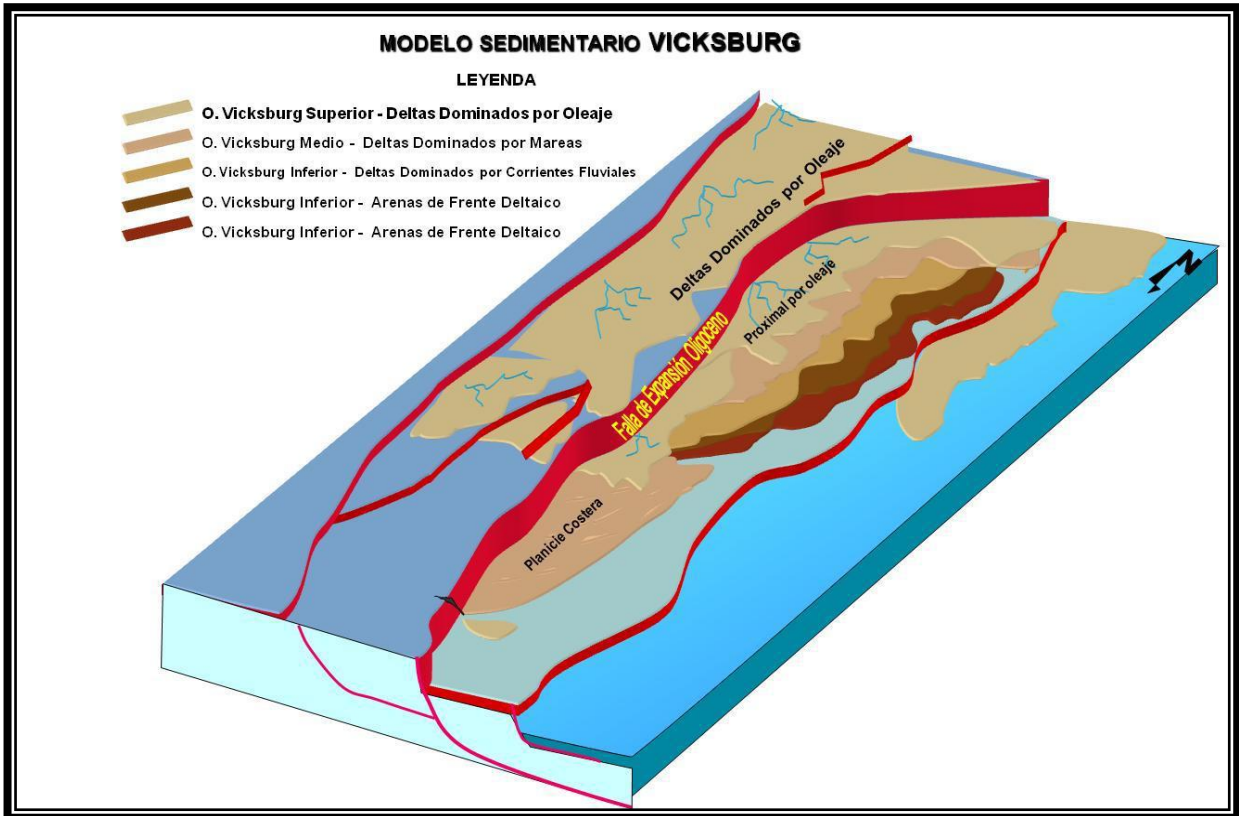 MODELO SEDIMENTARIO VICKSBURG
LEYENDA
O. Vicksburg Superior - Deltas Dominados por Oleaje
O. Vicksburg Medio - Deltas Dominados por Mareas
O. Vicksburg Inferior - Deltas Dominados por Corrientes Fluviales
O. Vicksburg Inferior - Arenas de Frente Deltaico
O. Vicksburg Inferior - Arenas de Frente Deltaico
Deltas Dominados por Oleaje
Proximal por oleaje
Falla de Expansión Oligoceno
Planicie Costera
N